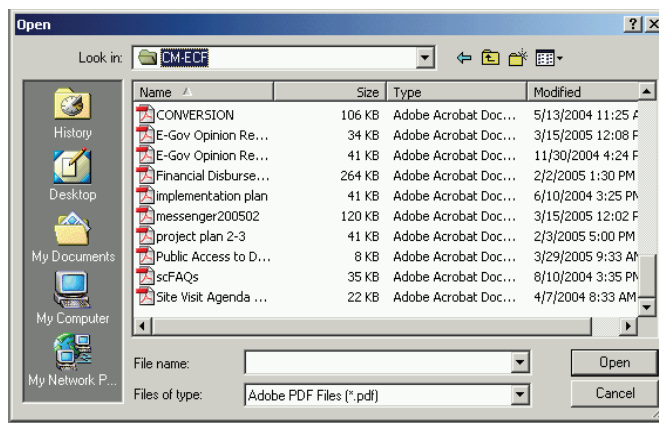 Open
Look in: CM-ECF
Name Size Type Modified
CONVERSION 106 KB Adobe Acrobat Doc... 5/13/2004 11:25 A
E-Gov Opinion Re... 34 KB Adobe Acrobat Doc... 3/15/2005 12:08 P
E-Gov Opinion Re... 41 KB Adobe Acrobat Doc... 11/30/2004 4:24 P
Financial Disburse... 264 KB Adobe Acrobat Doc... 2/2/2005 1:30 PM
implementation plan 41 KB Adobe Acrobat Doc... 6/10/2004 3:25 PM
messenger200502 120 KB Adobe Acrobat Doc... 3/15/2005 12:02 P
project plan 2-3 41 KB Adobe Acrobat Doc... 2/3/2005 5:00 PM
Public Access to D... 8 KB Adobe Acrobat Doc... 3/29/2005 9:33 AM
scFAQs 35 KB Adobe Acrobat Doc... 8/10/2004 3:35 PM
Site Visit Agenda ... 22 KB Adobe Acrobat Doc... 4/7/2004 8:33 AM
History
Desktop
My Documents
My Computer
My Network P...
File name: Open
Files of type: Adobe PDF Files (*.pdf) Cancel